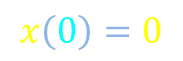 x(0) = 0